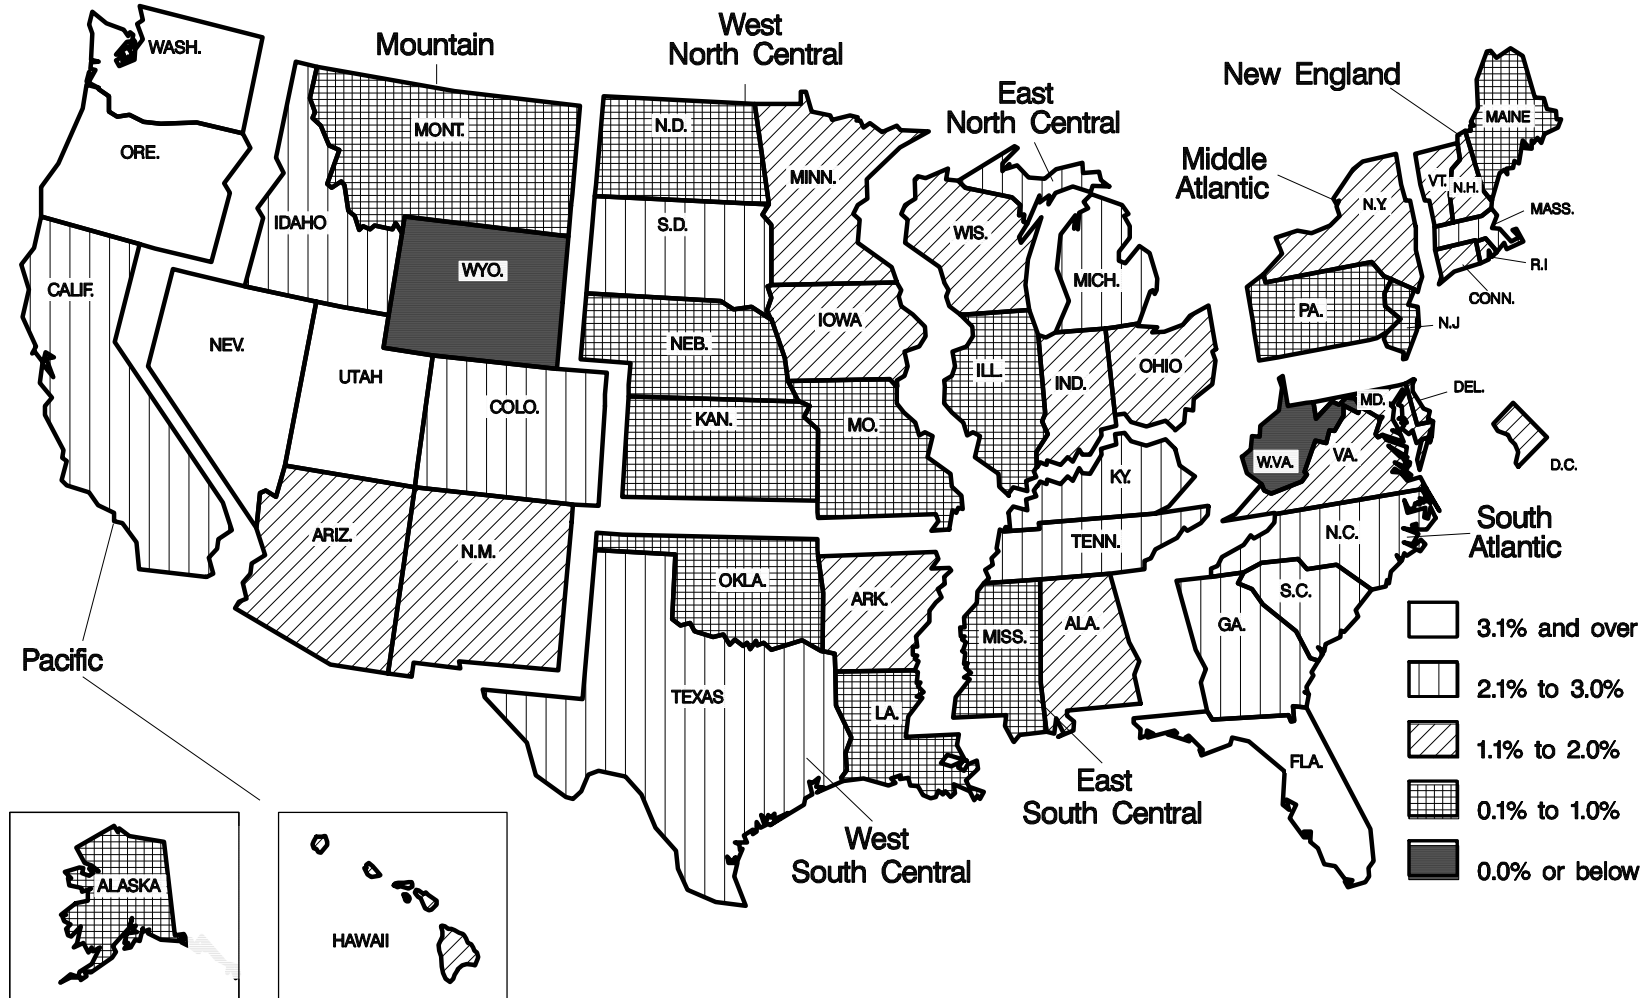 West
North Central
Mountain
East
North Central
New England
Middle
Atlantic
WASH.
ORE.
MONT.
IDAHO
WYO.
N.D.
S.D.
MINN.
WIS.
MICH.
N.Y.
VT.
N.H.
MAINE
MASS.
R.I
CONN.
N.J
PA.
CALIF.
NEV.
UTAH
COLO.
NEB.
IOWA
KAN.
MO.
ILL.
IND.
OHIO
MD.
DEL.
D.C.
W.VA.
VA.
KY.
TENN.
N.C.
S.C.
South
Atlantic
ARIZ.
N.M.
OKLA.
ARK.
TEXAS
LA.
MISS.
ALA.
GA.
FLA.
Pacific
West
South Central
East
South Central
ALASKA
HAWAII
3.1% and over
2.1% to 3.0%
1.1% to 2.0%
0.1% to 1.0%
0.0% or below